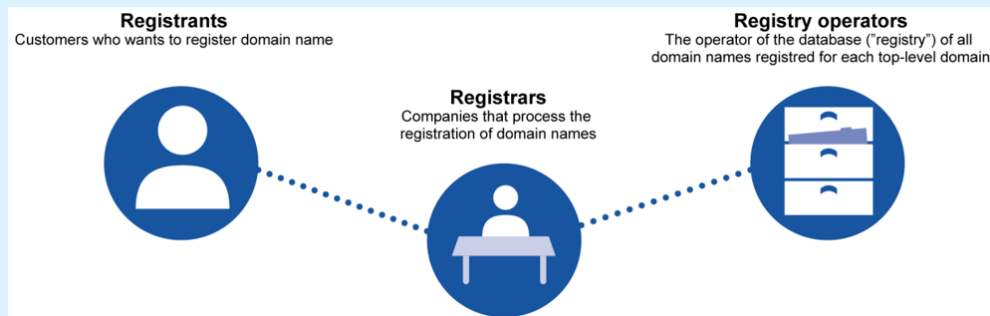 Registrants
Customers who wants to register domain name
Registrars
Companies that process the
registration of domain names
Registry operators
The operator of the database ("registry") of all
domain names registred for each top-level domain